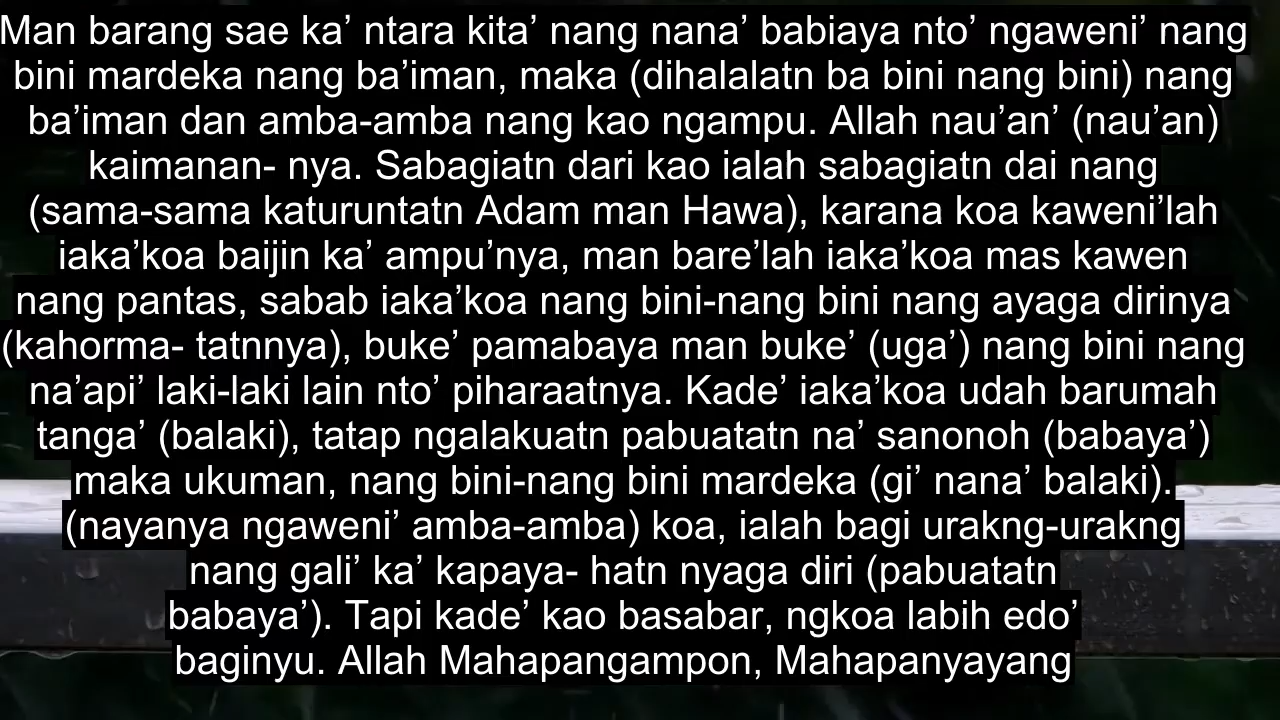 Man barang sae ka’ ntara kita’ nang nana’ babiaya nto’ ngaweni’ nang
bini mardeka nang ba’iman, maka (dihalalatn ba bini nang bini) nang
ba’iman dan amba-amba nang kao ngampu. Allah nau’an’ (nau’an)
kaimanan- nya. Sabagiatn dari kao ialah sabagiatn dai nang
(sama-sama katuruntatn Adam man Hawa), karana koa kaweni’lah
iaka’koa baijin ka’ ampu’nya, man bare’lah iaka’koa mas kawen
nang pantas, sabab iaka’koa nang bini-nang bini nang ayaga dirinya
(kahorma- tatnnya), buke’ pamabaya man buke’ (uga’) nang bini nang
na’api’ laki-laki lain nto’ piharaatnya. Kade’ iaka’koa udah barumah
tanga’ (balaki), tatap ngalakuatn pabuatatn na’ sanonoh (babaya’)
maka ukuman, nang bini-nang bini mardeka (gi’ nana’ balaki).
(nayanya ngaweni’ amba-amba) koa, ialah bagi urakng-urakng
nang gali’ ka’ kapaya- hatn nyaga diri (pabuatatn
babaya’). Tapi kade’ kao basabar, ngkoa labih edo’
baginyu. Allah Mahapangampon, Mahapanyayang